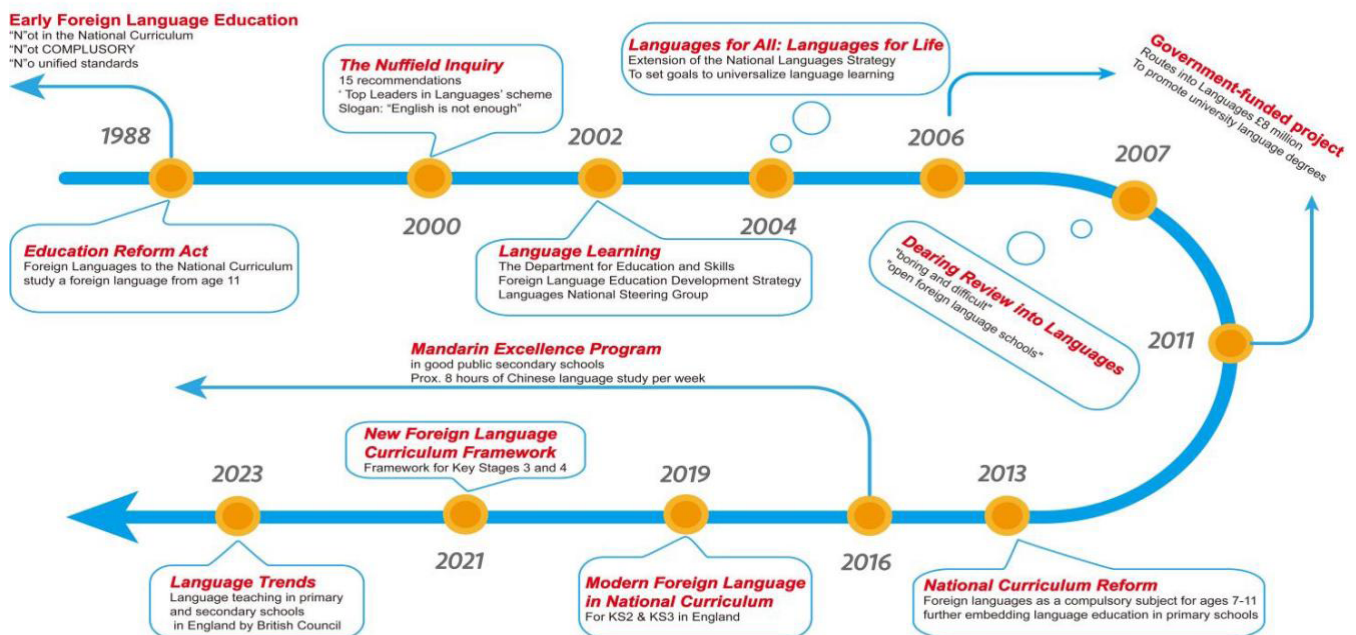 Early Foreign Language Education
“N”ot in the National Curriculum
“N”ot COMPLUSORY
“N”o unified standards
1988
Education Reform Act
Foreign Languages to the National Curriculum
study a foreign language from age 11
The Nuffield Inquiry
15 recommendations
‘ Top Leaders in Languages’ scheme
Slogan: “English is not enough”
2000
2002
Language Learning
The Department for Education and Skills
Foreign Language Education Development Strategy
Languages National Steering Group
Languages for All: Languages for Life
Extension of the National Languages Strategy
To set goals to universalize language learning
2004
2006
Government-funded project
Routes into Languages £8 million
To promote university language degrees
2007
Dearing Review into Languages
"boring and difficult"
"open foreign language schools"
2011
2013
National Curriculum Reform
Foreign languages as a compulsory subject for ages 7-11
further embedding language education in primary schools
Mandarin Excellence Program
in good public secondary schools
Prox. 8 hours of Chinese language study per week
2016
2019
Modern Foreign Language
in National Curriculum
For KS2 & KS3 in England
New Foreign Language
Curriculum Framework
Framework for Key Stages 3 and 4
2021
2023
Language Trends
Language teaching in primary
and secondary schools
in England by British Council